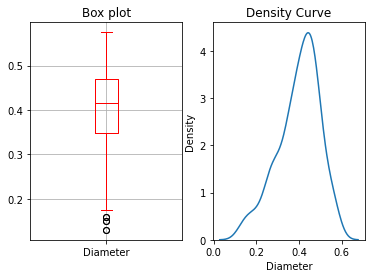 Box plot
0.5
0.4
0.3
0.2
Diameter
Density Curve
4
3
2
1
0
Density
0.0
0.2
0.4
0.6
Diameter